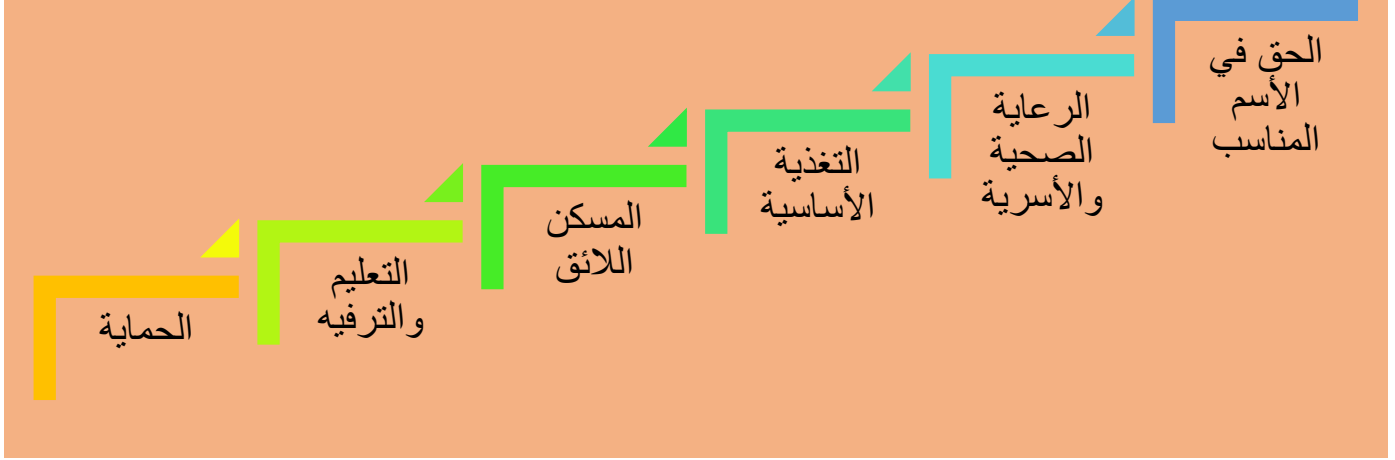 الحق في
الأسم
المناسب
الرعاية
الصحية
والأسرية
التغذية
الأساسية
المسكن
اللائق
التعليم
والترفيه
الحماية